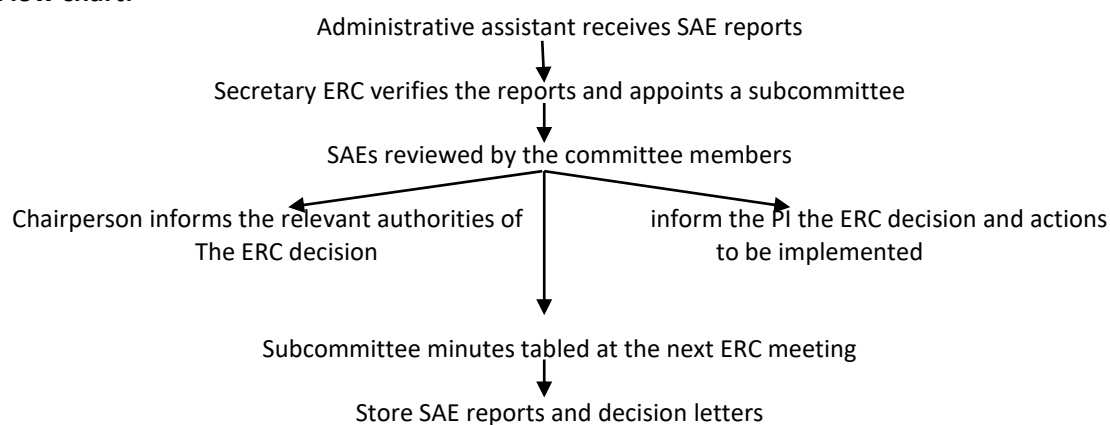 Administrative assistant receives SAE reports
Secretary ERC verifies the reports and appoints a subcommittee
SAEs reviewed by the committee members
Chairperson informs the relevant authorities of
The ERC decision
inform the PI the ERC decision and actions
to be implemented
Subcommittee minutes tabled at the next ERC meeting
Store SAE reports and decision letters